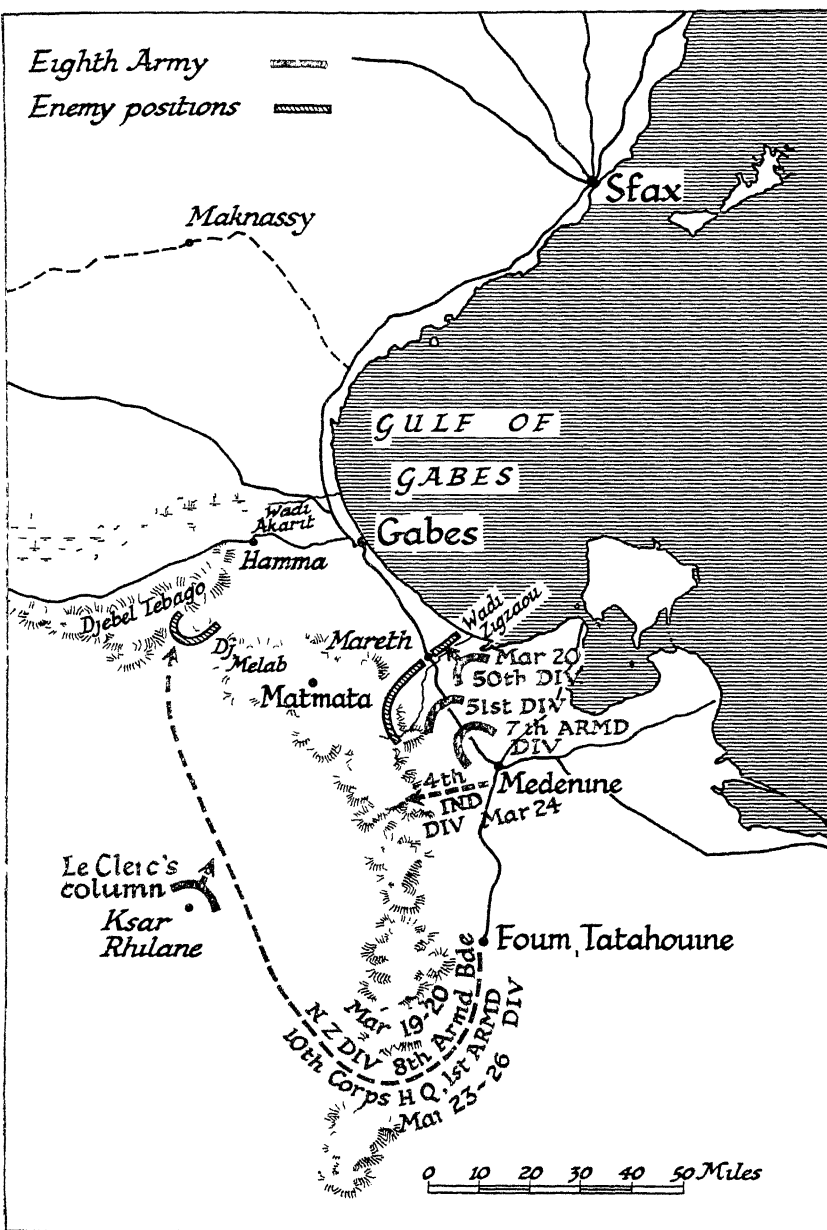 Eighth Army
Enemy positions
Sfax
Maknassy
GULF OF
GABES
Wadi
Akarit
Gabes
Hamma
Djebel Tebago
Dj
Melab
Matmata
Mareth
Wadi
Zigzaou
Mar 20
50th DIV
51st DIV
7th ARMD
DIV
Medenine
4th
IND
DIV Mar 24
Le Clerc's
column
Ksar
Rhilane
Foum Tatahouine
Mar 19-20
NZ DIV 8th Armd Bde
10th Corps HQ, 1st ARMD DIV
Mar 23-26
0 10 20 30 40 50 Miles